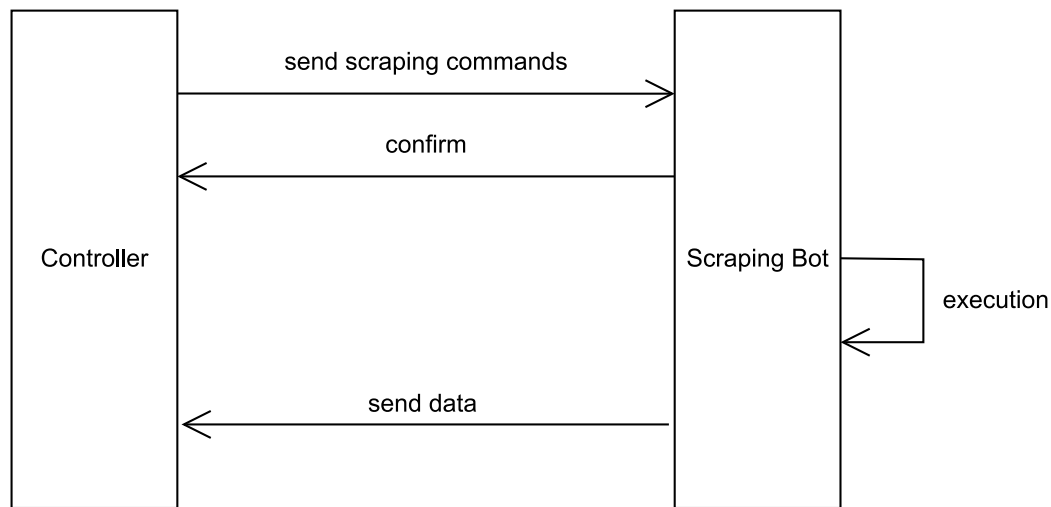 send scraping commands
confirm
Controller
Scraping Bot
execution
send data